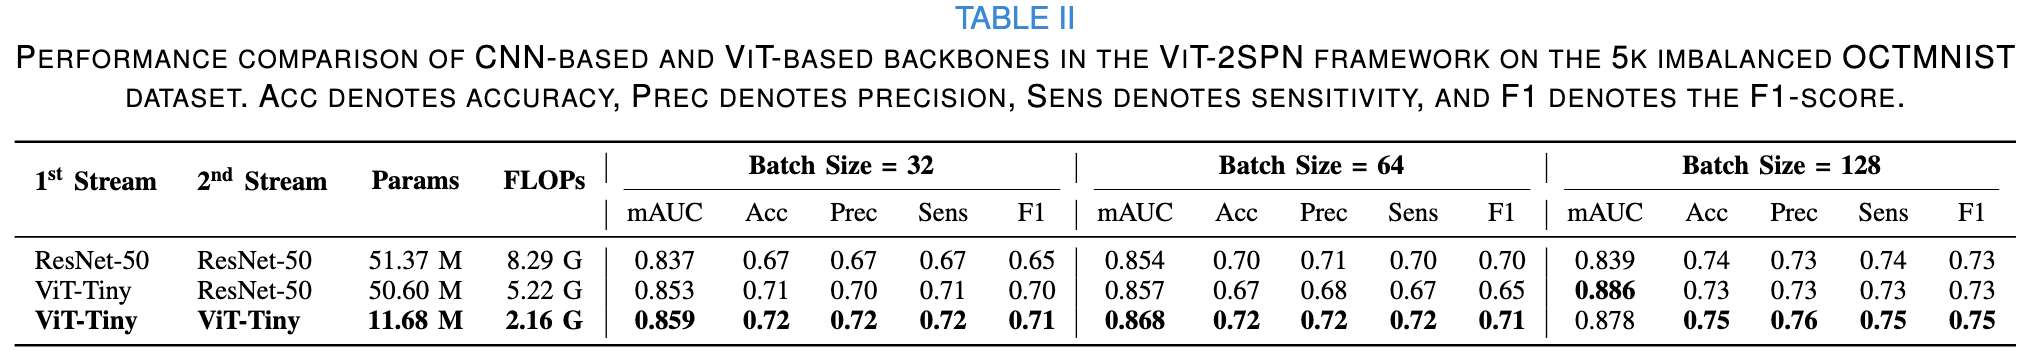 TABLE II
PERFORMANCE COMPARISON OF CNN-BASED AND VIT-BASED BACKBONES IN THE VIT-2SPN FRAMEWORK ON THE 5K IMBALANCED OCTMNIST
DATASET. ACC DENOTES ACCURACY, PREC DENOTES PRECISION, SENS DENOTES SENSITIVITY, AND F1 DENOTES THE F1-SCORE.
1st Stream 2nd Stream Params FLOPs Batch Size = 32 Batch Size = 64 Batch Size = 128
mAUC Acc Prec Sens F1 mAUC Acc Prec Sens F1 mAUC Acc Prec Sens F1
ResNet-50 ResNet-50 51.37 M 8.29 G 0.837 0.67 0.67 0.67 0.65 0.854 0.70 0.71 0.70 0.70 0.839 0.74 0.73 0.74 0.73
ViT-Tiny ResNet-50 50.60 M 5.22 G 0.853 0.71 0.70 0.71 0.70 0.857 0.67 0.68 0.67 0.65 0.886 0.73 0.73 0.73 0.73
ViT-Tiny ViT-Tiny 11.68 M 2.16 G 0.859 0.72 0.72 0.72 0.71 0.868 0.72 0.72 0.72 0.71 0.878 0.75 0.76 0.75 0.75